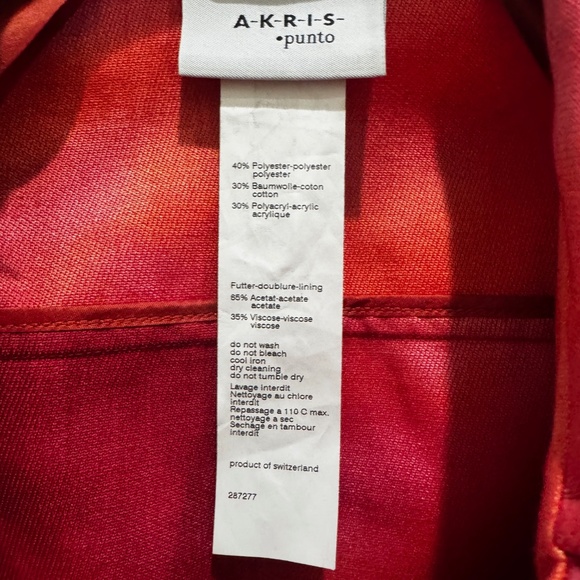 A-K-R-I-S-
•punto
40% Polyester-polyester
polyester
30% Baumwolle-coton
cotton
30% Polyacryl-acrylic
acrylique
Futter-doublure-lining
65% Acetat-acetate
acetate
35% Viscose-viscose
viscose
do not wash
do not bleach
cool iron
dry cleaning
do not tumble dry
Lavage interdit
Nettoyage au chlore
interdit
Repassage a 110 C max.
nettoyage a sec
Sechage en tambour
interdit
product of switzerland
287277